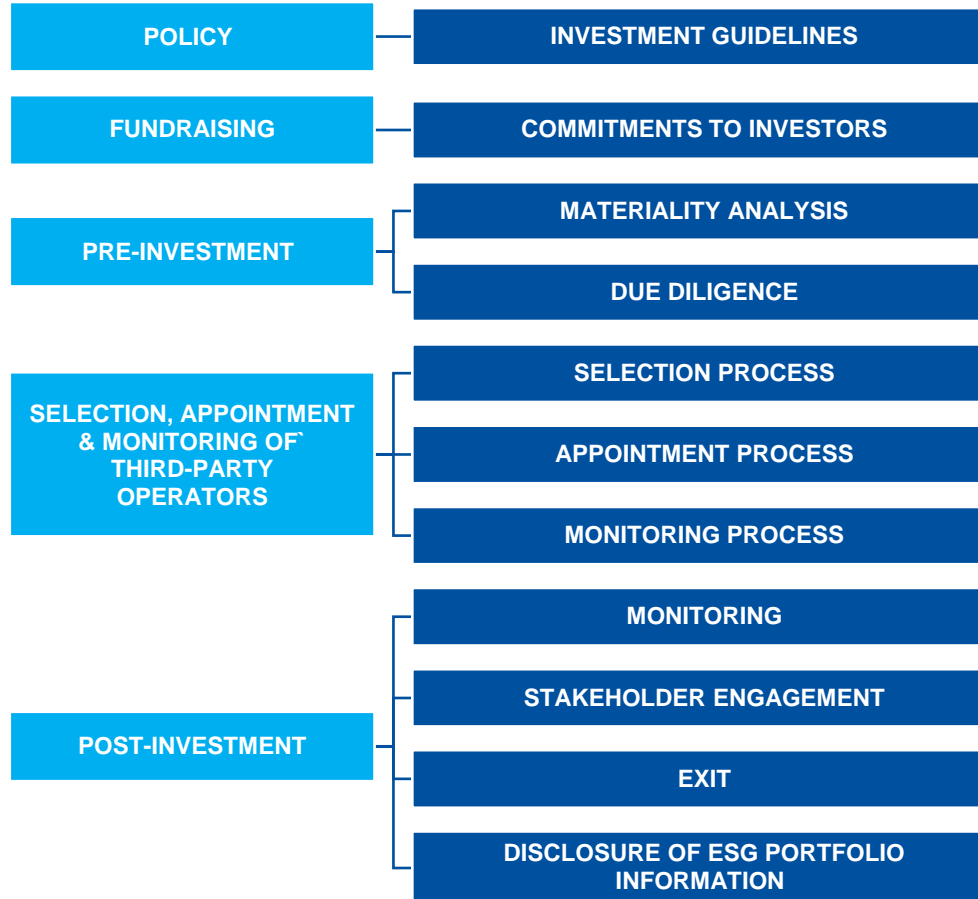 POLICY
INVESTMENT GUIDELINES
FUNDRAISING
COMMITMENTS TO INVESTORS
PRE-INVESTMENT
MATERIALITY ANALYSIS
DUE DILIGENCE
SELECTION, APPOINTMENT
& MONITORING OF`
THIRD-PARTY
OPERATORS
SELECTION PROCESS
APPOINTMENT PROCESS
MONITORING PROCESS
POST-INVESTMENT
MONITORING
STAKEHOLDER ENGAGEMENT
EXIT
DISCLOSURE OF ESG PORTFOLIO
INFORMATION